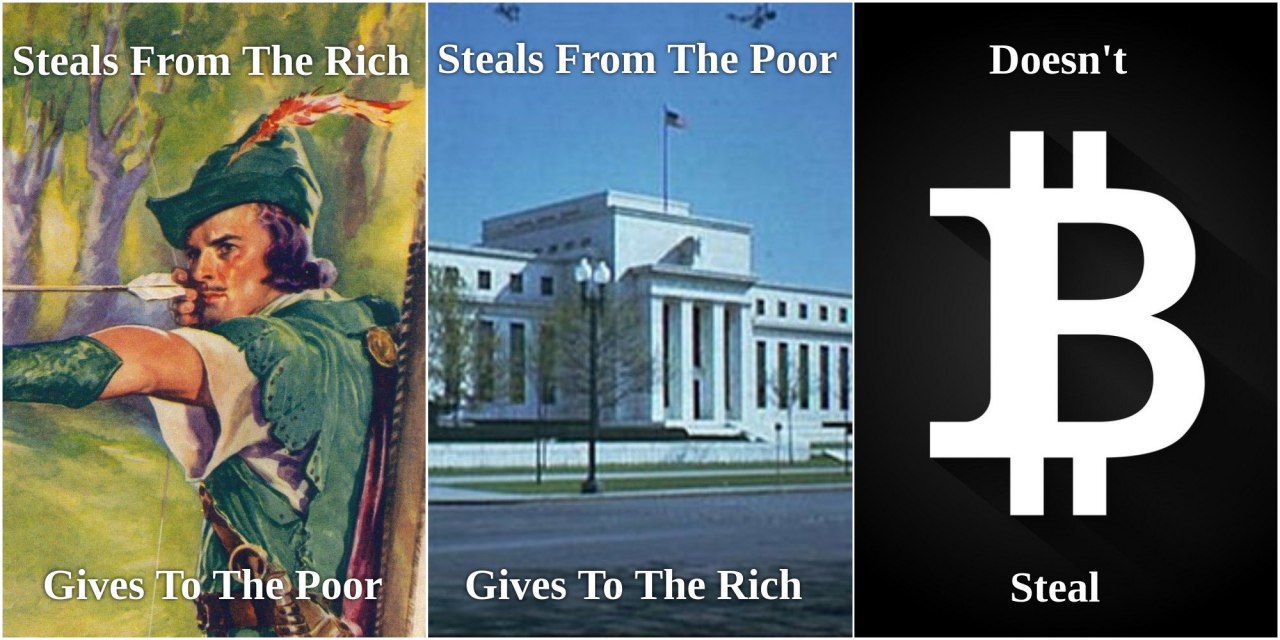 Steals From The Rich
Gives To The Poor
Steals From The Poor
Gives To The Rich
Doesn't
Steal